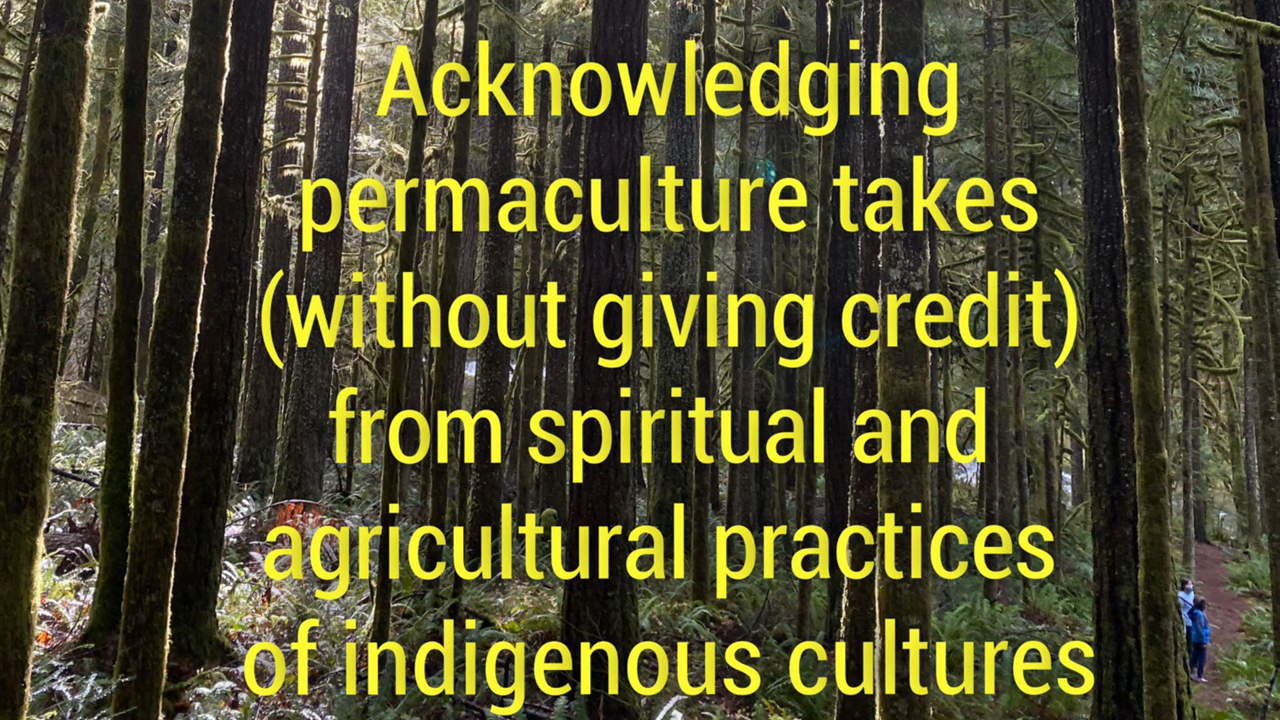 Acknowledging
permaculture takes
(without giving credit)
from spiritual and
agricultural practices
of indigenous cultures